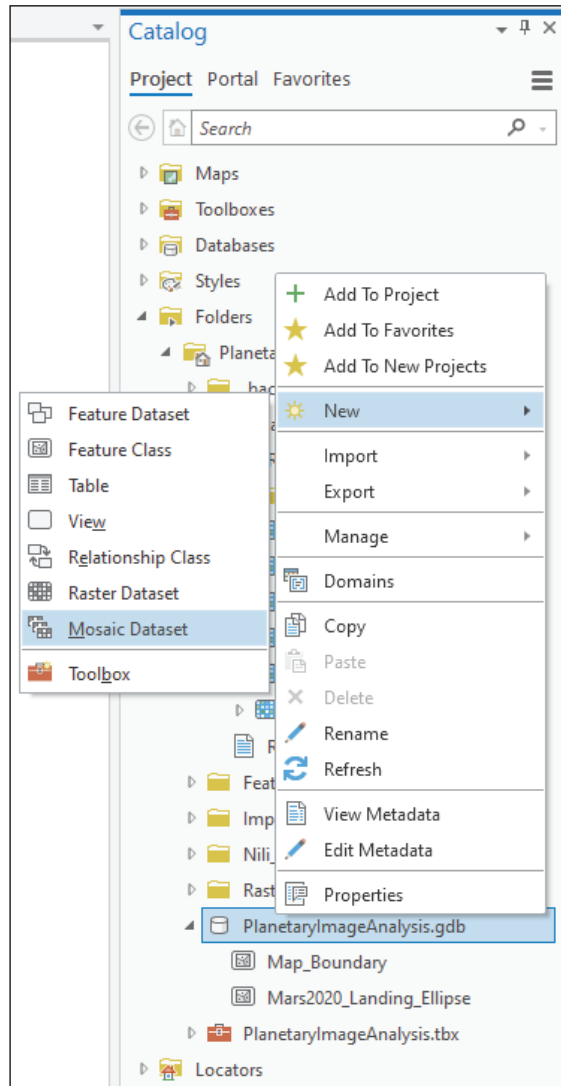 Catalog
Project Portal Favorites
Search
Maps
Toolboxes
Databases
Styles
Folders
Add To Project
Add To Favorites
Add To New Projects
New
Import
Export
Manage
Domains
Copy
Paste
Delete
Rename
Refresh
View Metadata
Edit Metadata
Properties
Feature Dataset
Feature Class
Table
View
Relationship Class
Raster Dataset
Mosaic Dataset
Toolbox
PlanetaryImageAnalysis.gdb
Map_Boundary
Mars2020_Landing_Ellipse
PlanetaryImageAnalysis.tbx
Locators